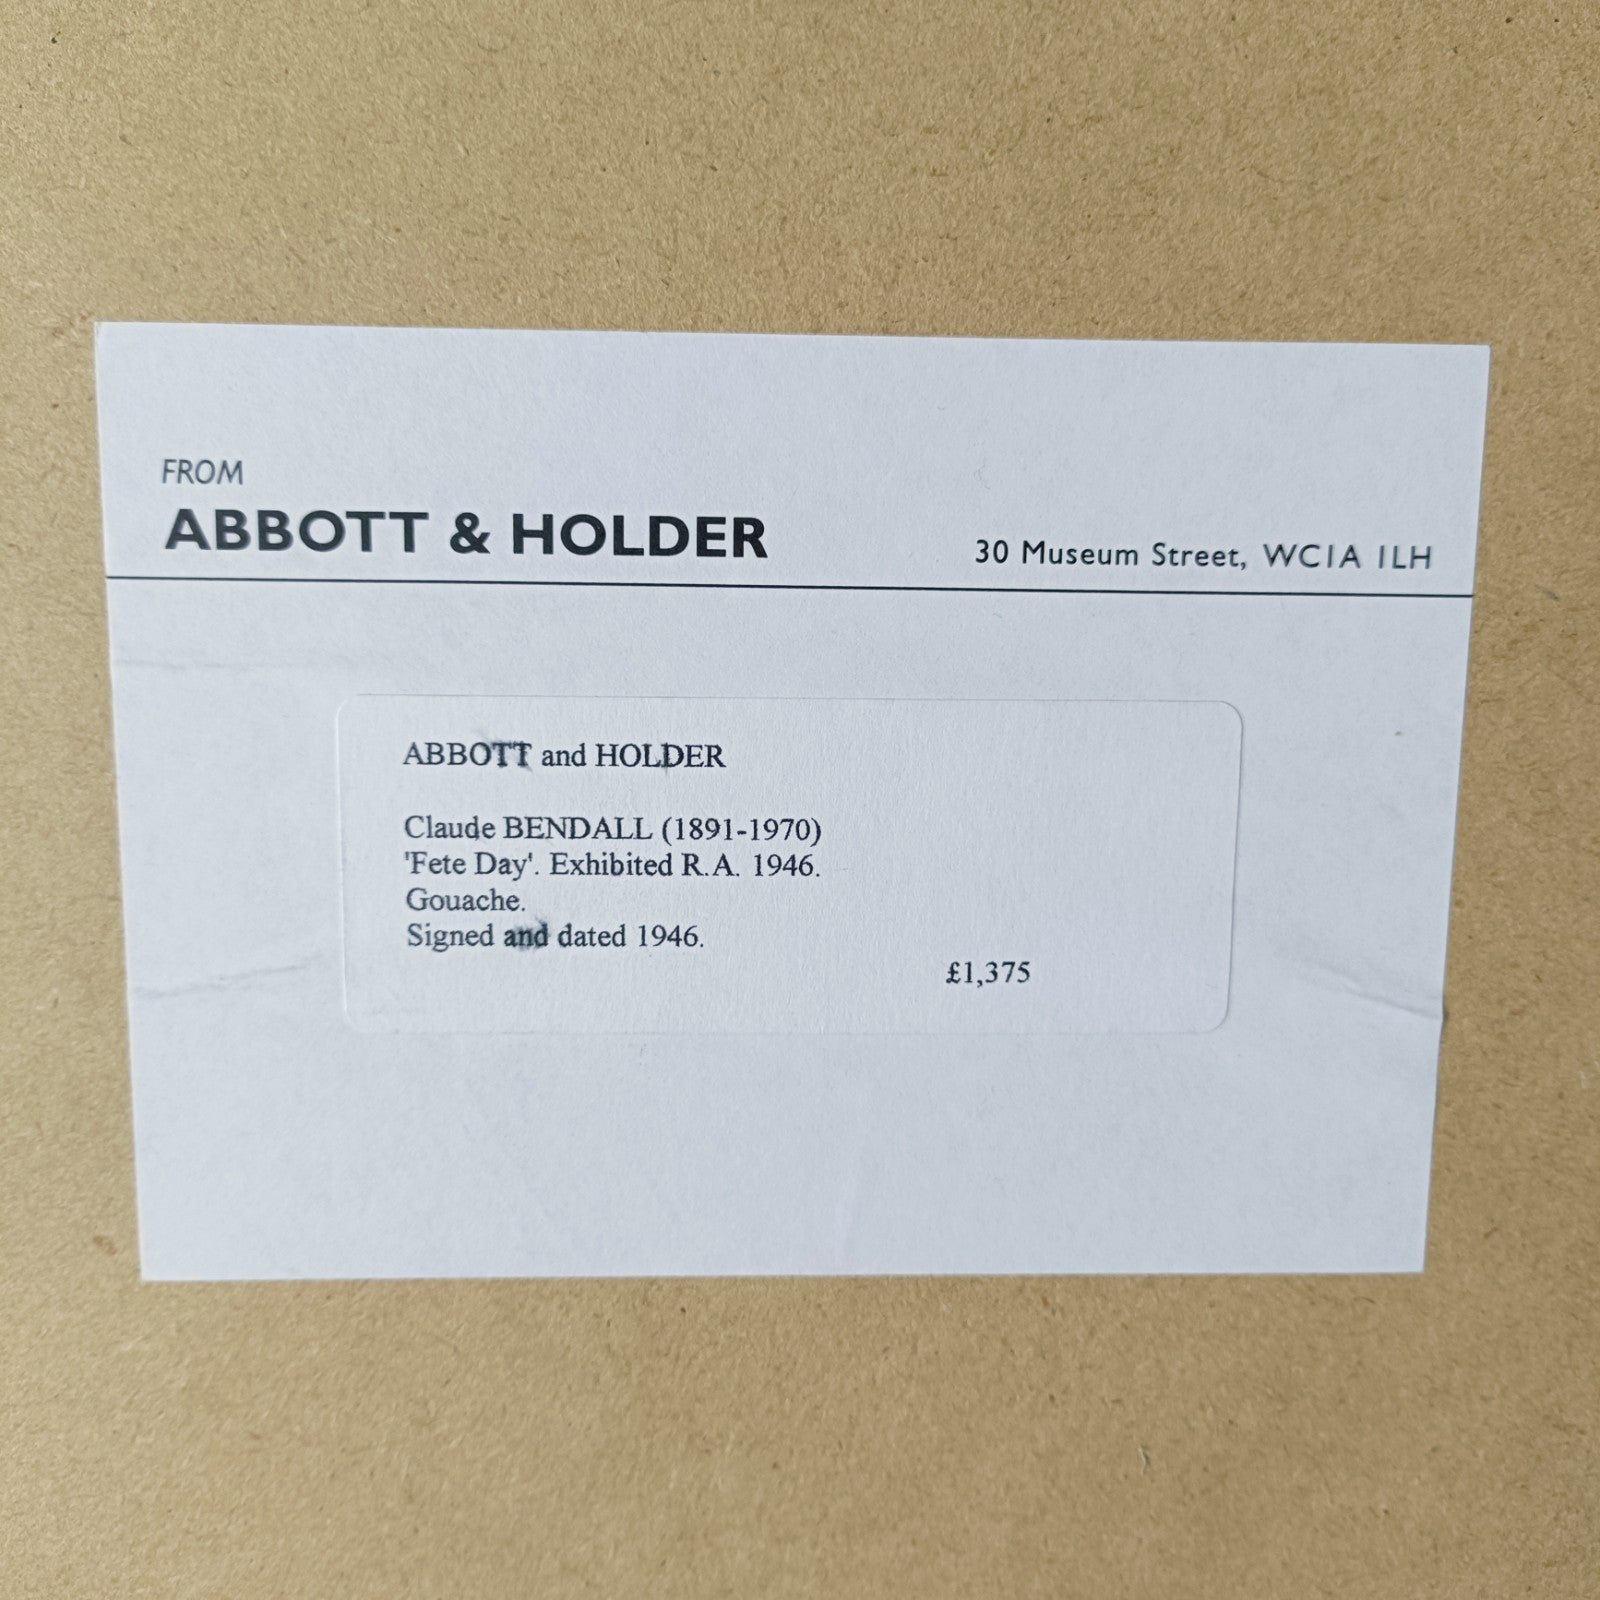 FROM
ABBOTT & HOLDER
30 Museum Street, WC1A 1LH
ABBOTT and HOLDER
Claude BENDALL (1891-1970)
'Fete Day'. Exhibited R.A. 1946.
Gouache.
Signed and dated 1946.
£1,375